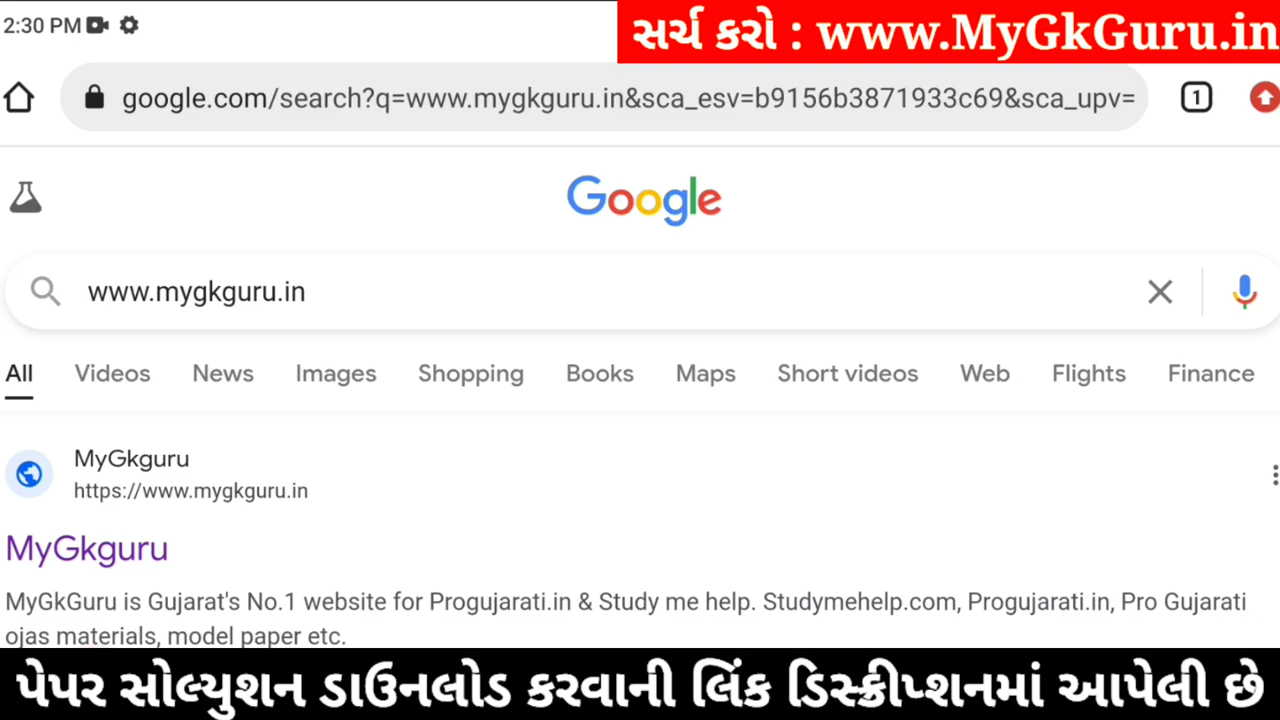 2:30 PM
સર્ચ કરો : www.MyGkGuru.in
google.com/search?q=www.mygkguru.in&sca_esv=b9156b3871933c69&sca_upv=
1
Google
www.mygkguru.in
All Videos News Images Shopping Books Maps Short videos Web Flights Finance
MyGkguru
https://www.mygkguru.in
MyGkguru
MyGkGuru is Gujarat's No.1 website for Progujarati.in & Study me help. Studymehelp.com, Progujarati.in, Pro Gujarati
ojas materials, model paper etc.
પેપર સોલ્યુશન ડાઉનલોડ કરવાની લિંક ડિસ્ક્રીપ્શનમાં આપેલી છે